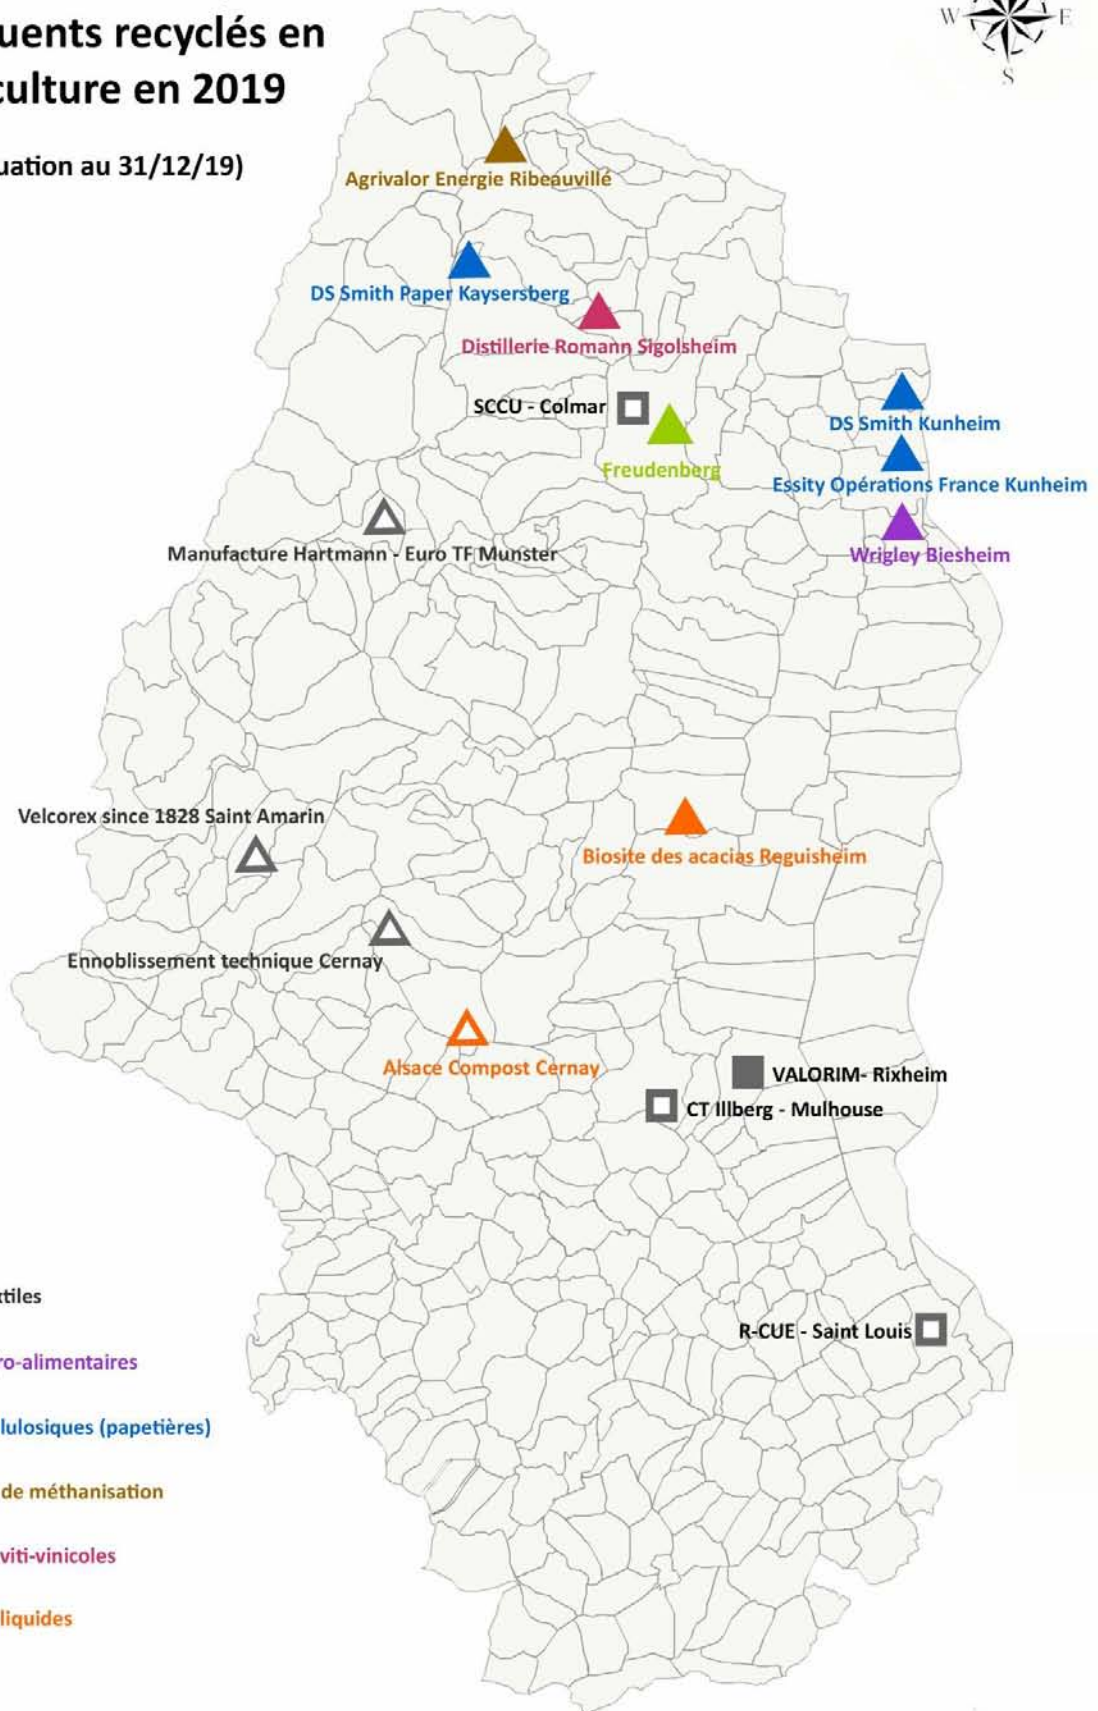 uents recyclés en
culture en 2019
uation au 31/12/19)
W E
S
Agrivalor Energie Ribeauvillé
DS Smith Paper Kaysersberg
Distillerie Romann Sigolsheim
SCCU - Colmar
Freudenberg
DS Smith Kunheim
Essity Opérations France Kunheim
Wrigley Biesheim
Manufacture Hartmann - Euro TF Munster
Velcorex since 1828 Saint Amarin
Biosite des acacias Reguisheim
Ennoblissement technique Cernay
Alsace Compost Cernay
VALORIM- Rixheim
CT Illberg - Mulhouse
R-CUE - Saint Louis
tiles
ro-alimentaires
lulosiques (papetières)
de méthanisation
viti-vinicoles
liquides